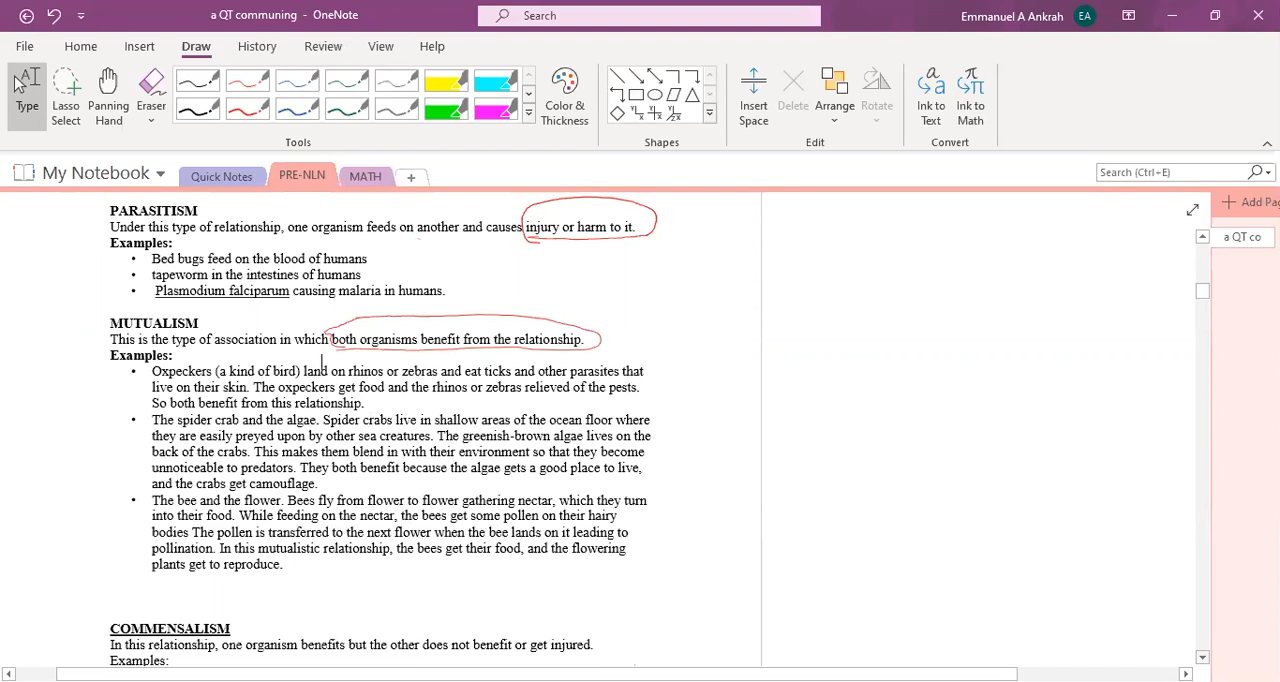 a QT communing - OneNote
Search
Emmanuel A Ankrah
EA
File
Home
Insert
Draw
History
Review
View
Help
Type
Lasso
Select
Panning
Hand
Eraser
Color &
Thickness
Insert
Space
Delete
Arrange
Rotate
Ink to
Text
Ink to
Math
Tools
Shapes
Edit
Convert
My Notebook
Quick Notes
PRE-NLN
MATH
Search (Ctrl+E)
Add Pag
a QT co
PARASITISM
Under this type of relationship, one organism feeds on another and causes injury or harm to it.
Examples:
• Bed bugs feed on the blood of humans
• tapeworm in the intestines of humans
• Plasmodium falciparum causing malaria in humans.
MUTUALISM
This is the type of association in which both organisms benefit from the relationship.
Examples:
• Oxpeckers (a kind of bird) land on rhinos or zebras and eat ticks and other parasites that
live on their skin. The oxpeckers get food and the rhinos or zebras relieved of the pests.
So both benefit from this relationship.
• The spider crab and the algae. Spider crabs live in shallow areas of the ocean floor where
they are easily preyed upon by other sea creatures. The greenish-brown algae lives on the
back of the crabs. This makes them blend in with their environment so that they become
unnoticeable to predators. They both benefit because the algae gets a good place to live,
and the crabs get camouflage.
• The bee and the flower. Bees fly from flower to flower gathering nectar, which they turn
into their food. While feeding on the nectar, the bees get some pollen on their hairy
bodies The pollen is transferred to the next flower when the bee lands on it leading to
pollination. In this mutualistic relationship, the bees get their food, and the flowering
plants get to reproduce.
COMMENSALISM
In this relationship, one organism benefits but the other does not benefit or get injured.
Examples: